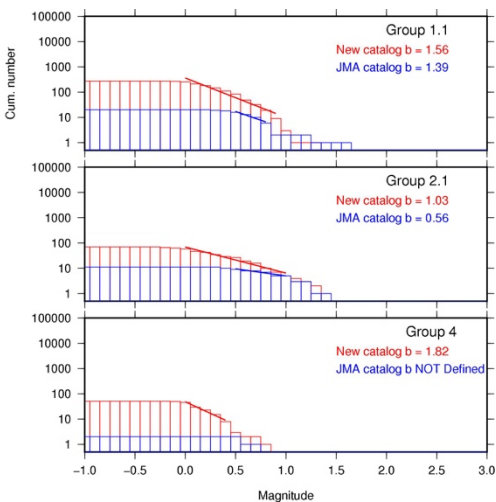 Cum. number
100000
10000
1000
100
10
1
Group 1.1
New catalog b = 1.56
JMA catalog b = 1.39
100000
10000
1000
100
10
1
Group 2.1
New catalog b = 1.03
JMA catalog b = 0.56
100000
10000
1000
100
10
1
Group 4
New catalog b = 1.82
JMA catalog b NOT Defined
−1.0 −0.5 0.0 0.5 1.0 1.5 2.0 2.5 3.0
Magnitude